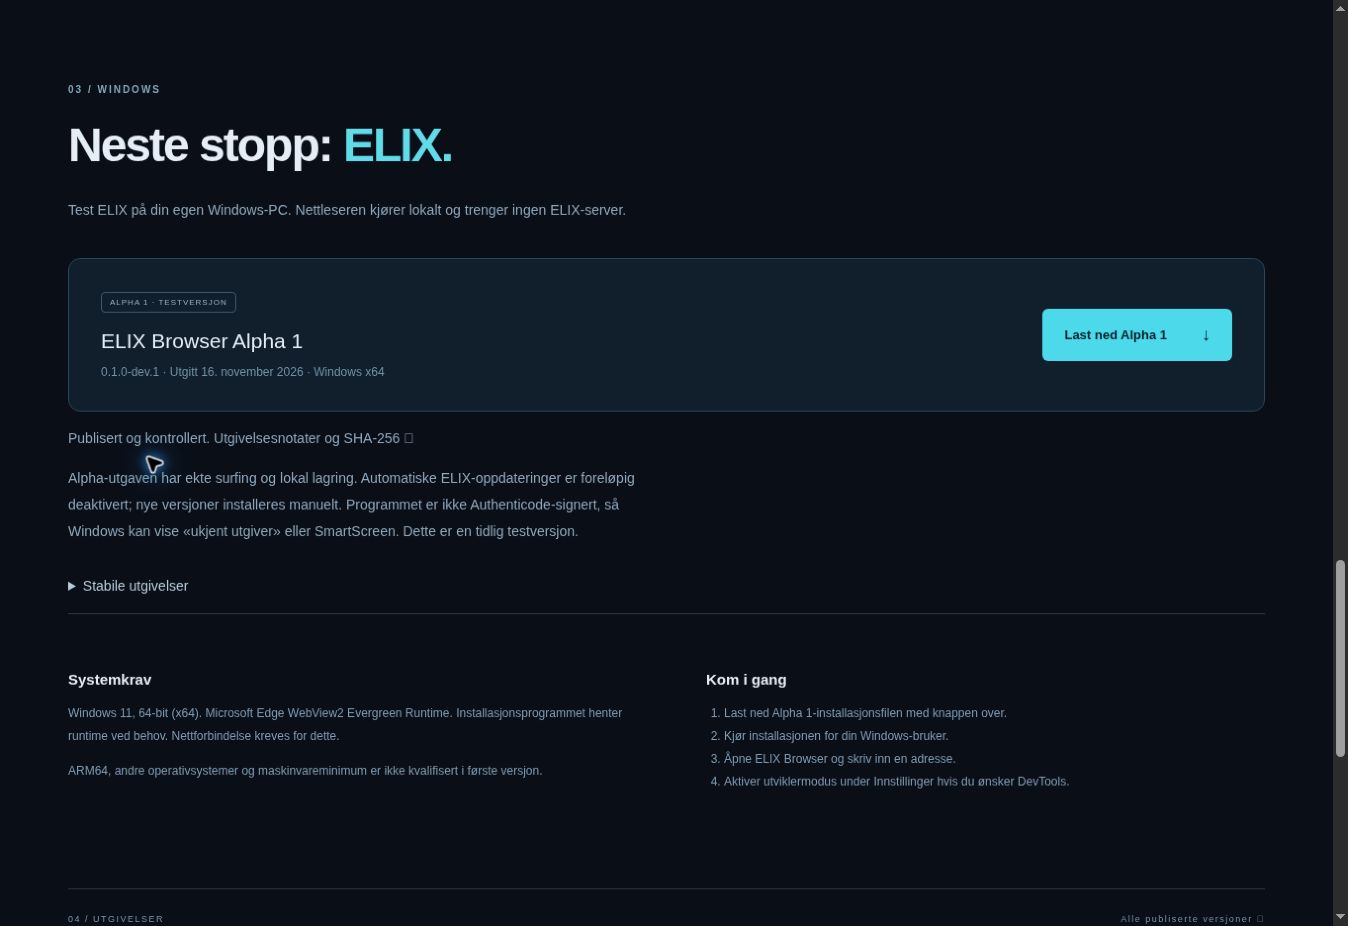 03 / WINDOWS
Neste stopp: ELIX.
Test ELIX på din egen Windows-PC. Nettleseren kjører lokalt og trenger ingen ELIX-server.
ALPHA 1 · TESTVERSJON
ELIX Browser Alpha 1
0.1.0-dev.1 · Utgitt 16. november 2026 · Windows x64
Last ned Alpha 1 ↓
Publisert og kontrollert. Utgivelsesnotater og SHA-256
Alpha-utgaven har ekte surfing og lokal lagring. Automatiske ELIX-oppdateringer er foreløpig
deaktivert; nye versjoner installeres manuelt. Programmet er ikke Authenticode-signert, så
Windows kan vise «ukjent utgiver» eller SmartScreen. Dette er en tidlig testversjon.
Stabile utgivelser
Systemkrav
Windows 11, 64-bit (x64). Microsoft Edge WebView2 Evergreen Runtime. Installasjonsprogrammet henter
runtime ved behov. Nettforbindelse kreves for dette.
ARM64, andre operativsystemer og maskinvareminimum er ikke kvalifisert i første versjon.
Kom i gang
1. Last ned Alpha 1-installasjonsfilen med knappen over.
2. Kjør installasjonen for din Windows-bruker.
3. Åpne ELIX Browser og skriv inn en adresse.
4. Aktiver utviklermodus under Innstillinger hvis du ønsker DevTools.
04 / UTGIVELSER
Alle publiserte versjoner